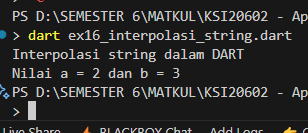 PS D:\SEMESTER 6\MATKUL\KSI20602 - Ap
> dart ex16_interpolasi_string.dart
Interpolasi string dalam DART
Nilai a = 2 dan b = 3
PS D:\SEMESTER 6\MATKUL\KSI20602 - Ap
>
Live Share BLACKBOX Chat Add Logs